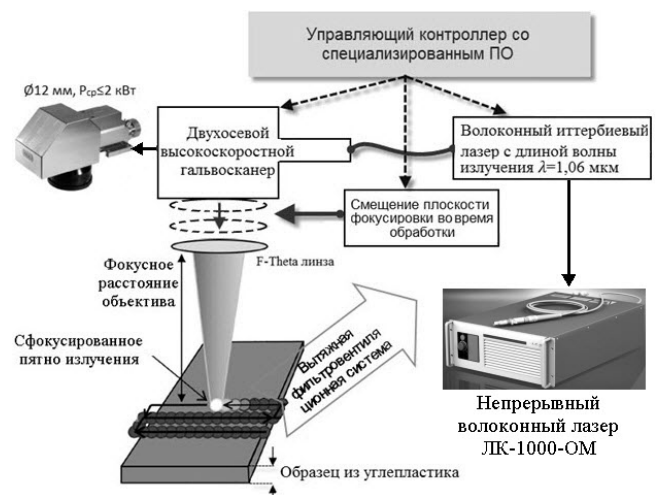 Управляющий контроллер со
специализированным ПО
Ø12 мм, Pср≤2 кВт
Двухосевой
высокоскоростной
гальвосканер
Волоконный иттербиевый
лазер с длиной волны
излучения λ=1,06 мкм
Смещение плоскости
фокусировки во время
обработки
F-Theta линза
Фокусное
расстояние
объектива
Сфокусированное
пятно излучения
Вытяжная
фильтровентиля
ционная система
Образец из углепластика
Непрерывный
волоконный лазер
ЛК-1000-ОМ